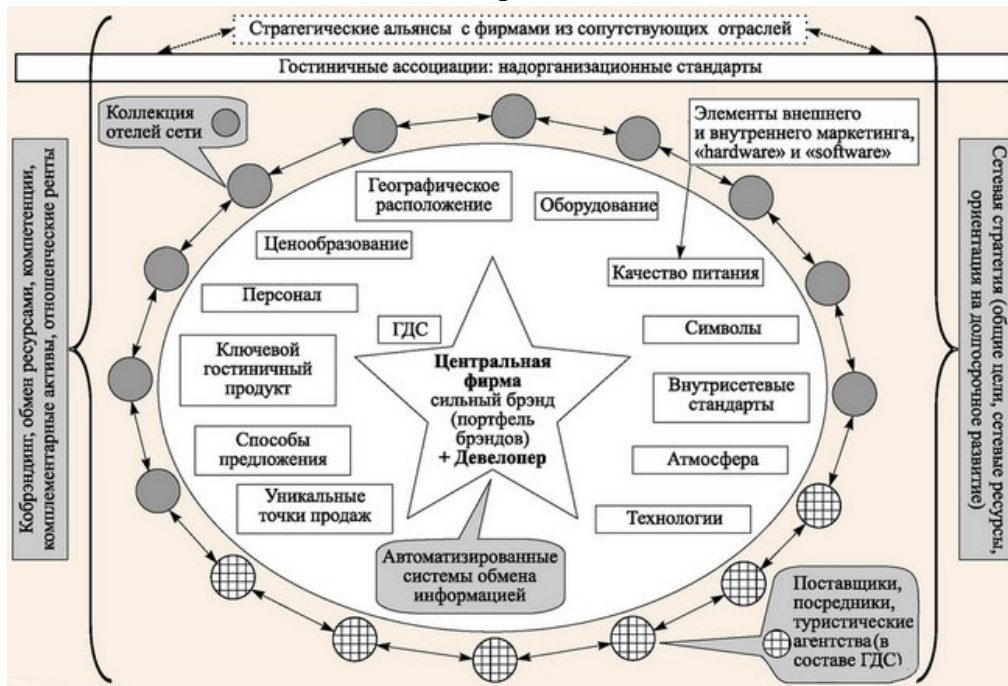 Стратегические альянсы с фирмами из сопутствующих отраслей
Гостиничные ассоциации: надорганизационные стандарты
Коллекция
отелей сети
Элементы внешнего
и внутреннего маркетинга,
«hardware» и «software»
Кобрэндинг, обмен ресурсами, компетенции,
комплементарные активы, отношенческие ренты
Географическое
расположение
Оборудование
Ценообразование
Качество питания
Персонал
ГДС
Символы
Ключевой
гостиничный
продукт
Центральная
фирма
сильный брэнд
(портфель
брэндов)
+ Девелопер
Внутрисетевые
стандарты
Способы
предложения
Атмосфера
Уникальные
точки продаж
Технологии
Автоматизированные
системы обмена
информацией
Поставщики,
посредники,
туристические
агентства (в
составе ГДС)
Сетевая стратегия (общие цели, сетевые ресурсы,
ориентация на долгосрочное развитие)